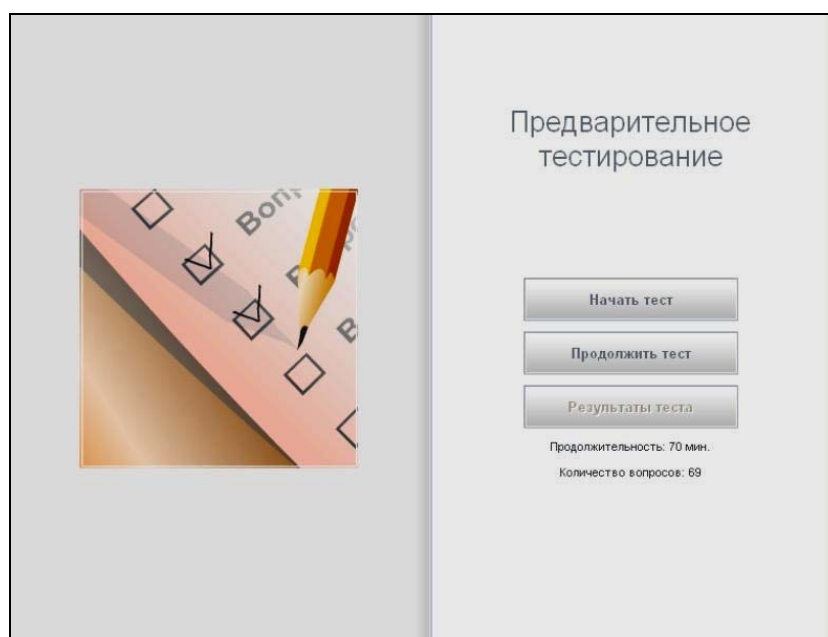 Предварительное
тестирование
Начать тест
Продолжить тест
Результаты теста
Продолжительность: 70 мин.
Количество вопросов: 69